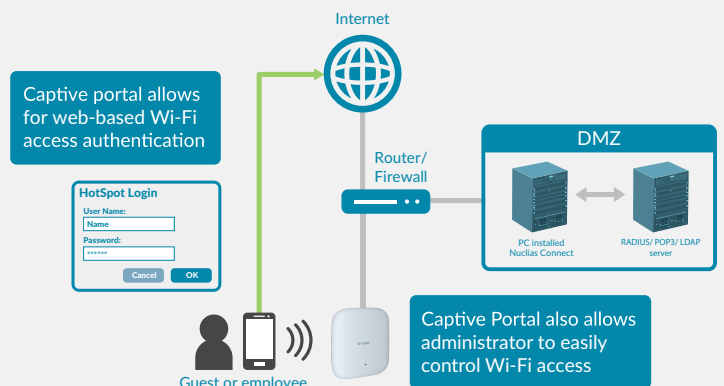 Internet
Captive portal allows
for web-based Wi-Fi
access authentication
HotSpot Login
User Name:
Name
Password:
******
Cancel
OK
Router/
Firewall
DMZ
PC installed
Nuclias Connect
RADIUS/ POP3/ LDAP
server
Guest or employee
Captive Portal also allows
administrator to easily
control Wi-Fi access